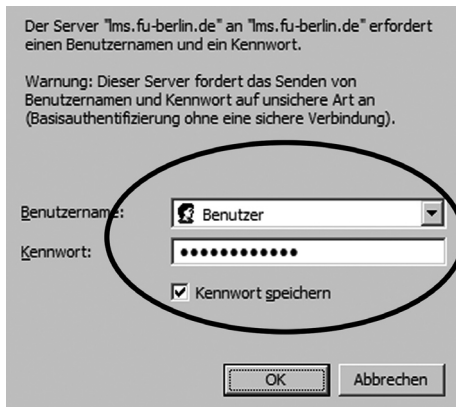 Der Server "lms.fu-berlin.de" an "lms.fu-berlin.de" erfordert
einen Benutzernamen und ein Kennwort.
Warnung: Dieser Server fordert das Senden von
Benutzernamen und Kennwort auf unsichere Art an
(Basisauthentifizierung ohne eine sichere Verbindung).
Benutzername: Benutzer
Kennwort: ••••••••••••
Kennwort speichern
OK Abbrechen